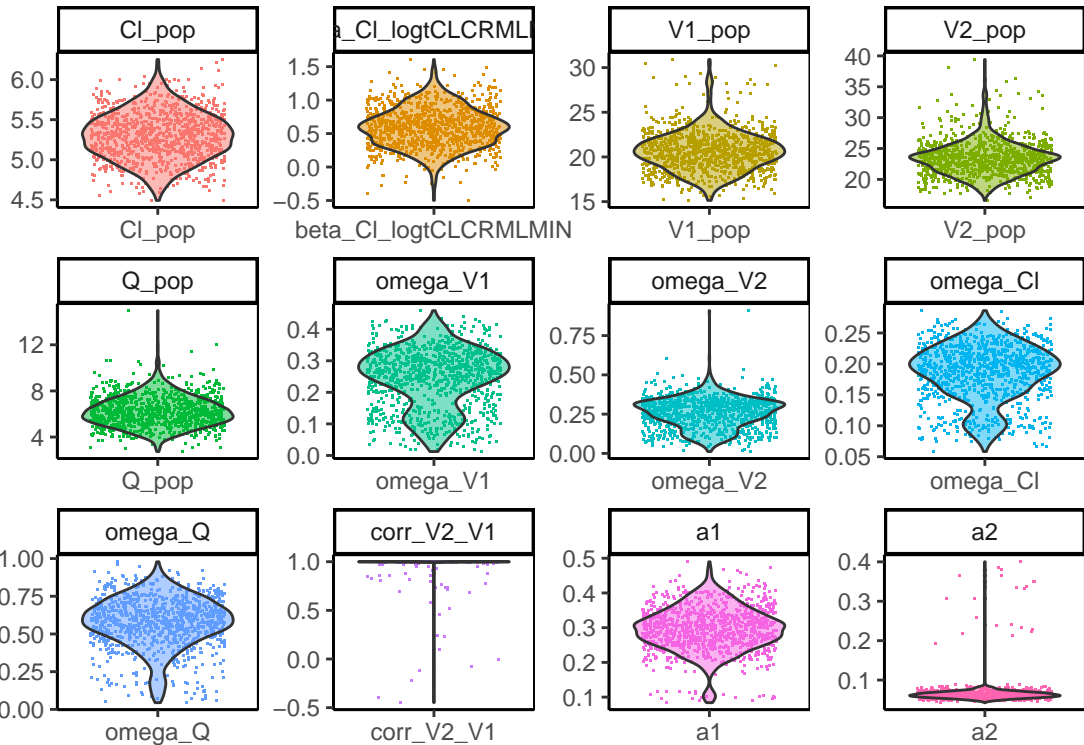 Cl_pop
a_Cl_logtCLCRMLI
V1_pop
V2_pop
6.0
5.5
5.0
4.5
1.5
1.0
0.5
0.0
−0.5
30
25
20
15
40
35
30
25
20
Cl_pop
beta_Cl_logtCLCRMLMIN
V1_pop
V2_pop
Q_pop
omega_V1
omega_V2
omega_Cl
12
8
4
0.4
0.3
0.2
0.1
0.0
0.75
0.50
0.25
0.00
0.25
0.20
0.15
0.10
0.05
Q_pop
omega_V1
omega_V2
omega_Cl
omega_Q
corr_V2_V1
a1
a2
1.00
0.75
0.50
0.25
0.00
1.0
0.5
0.0
−0.5
0.5
0.4
0.3
0.2
0.1
0.4
0.3
0.2
0.1
omega_Q
corr_V2_V1
a1
a2